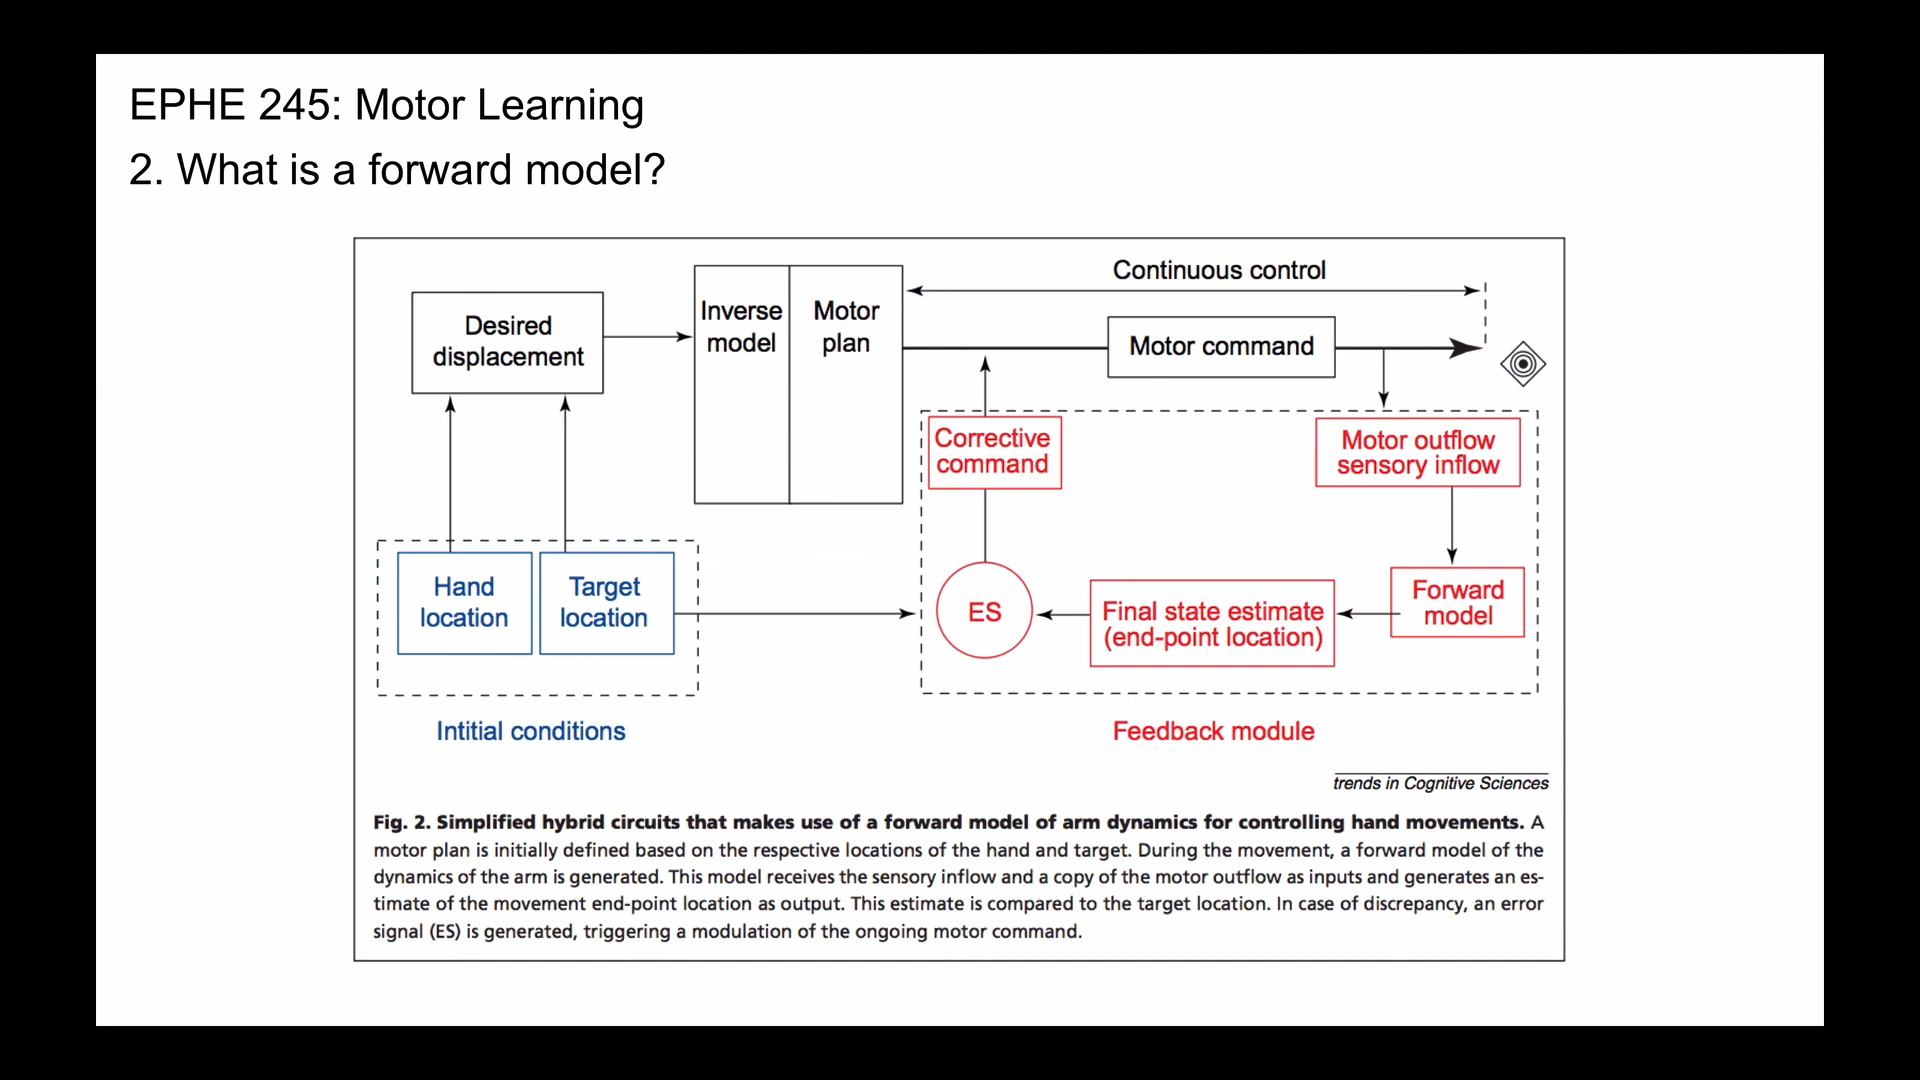 EPHE 245: Motor Learning
2. What is a forward model?
Continuous control
Desired
displacement
Inverse
model
Motor
plan
Motor command
Corrective
command
Motor outflow
sensory inflow
Hand
location
Target
location
ES
Final state estimate
(end-point location)
Forward
model
Intitial conditions
Feedback module
trends in Cognitive Sciences
Fig. 2. Simplified hybrid circuits that makes use of a forward model of arm dynamics for controlling hand movements. A
motor plan is initially defined based on the respective locations of the hand and target. During the movement, a forward model of the
dynamics of the arm is generated. This model receives the sensory inflow and a copy of the motor outflow as inputs and generates an es-
timate of the movement end-point location as output. This estimate is compared to the target location. In case of discrepancy, an error
signal (ES) is generated, triggering a modulation of the ongoing motor command.